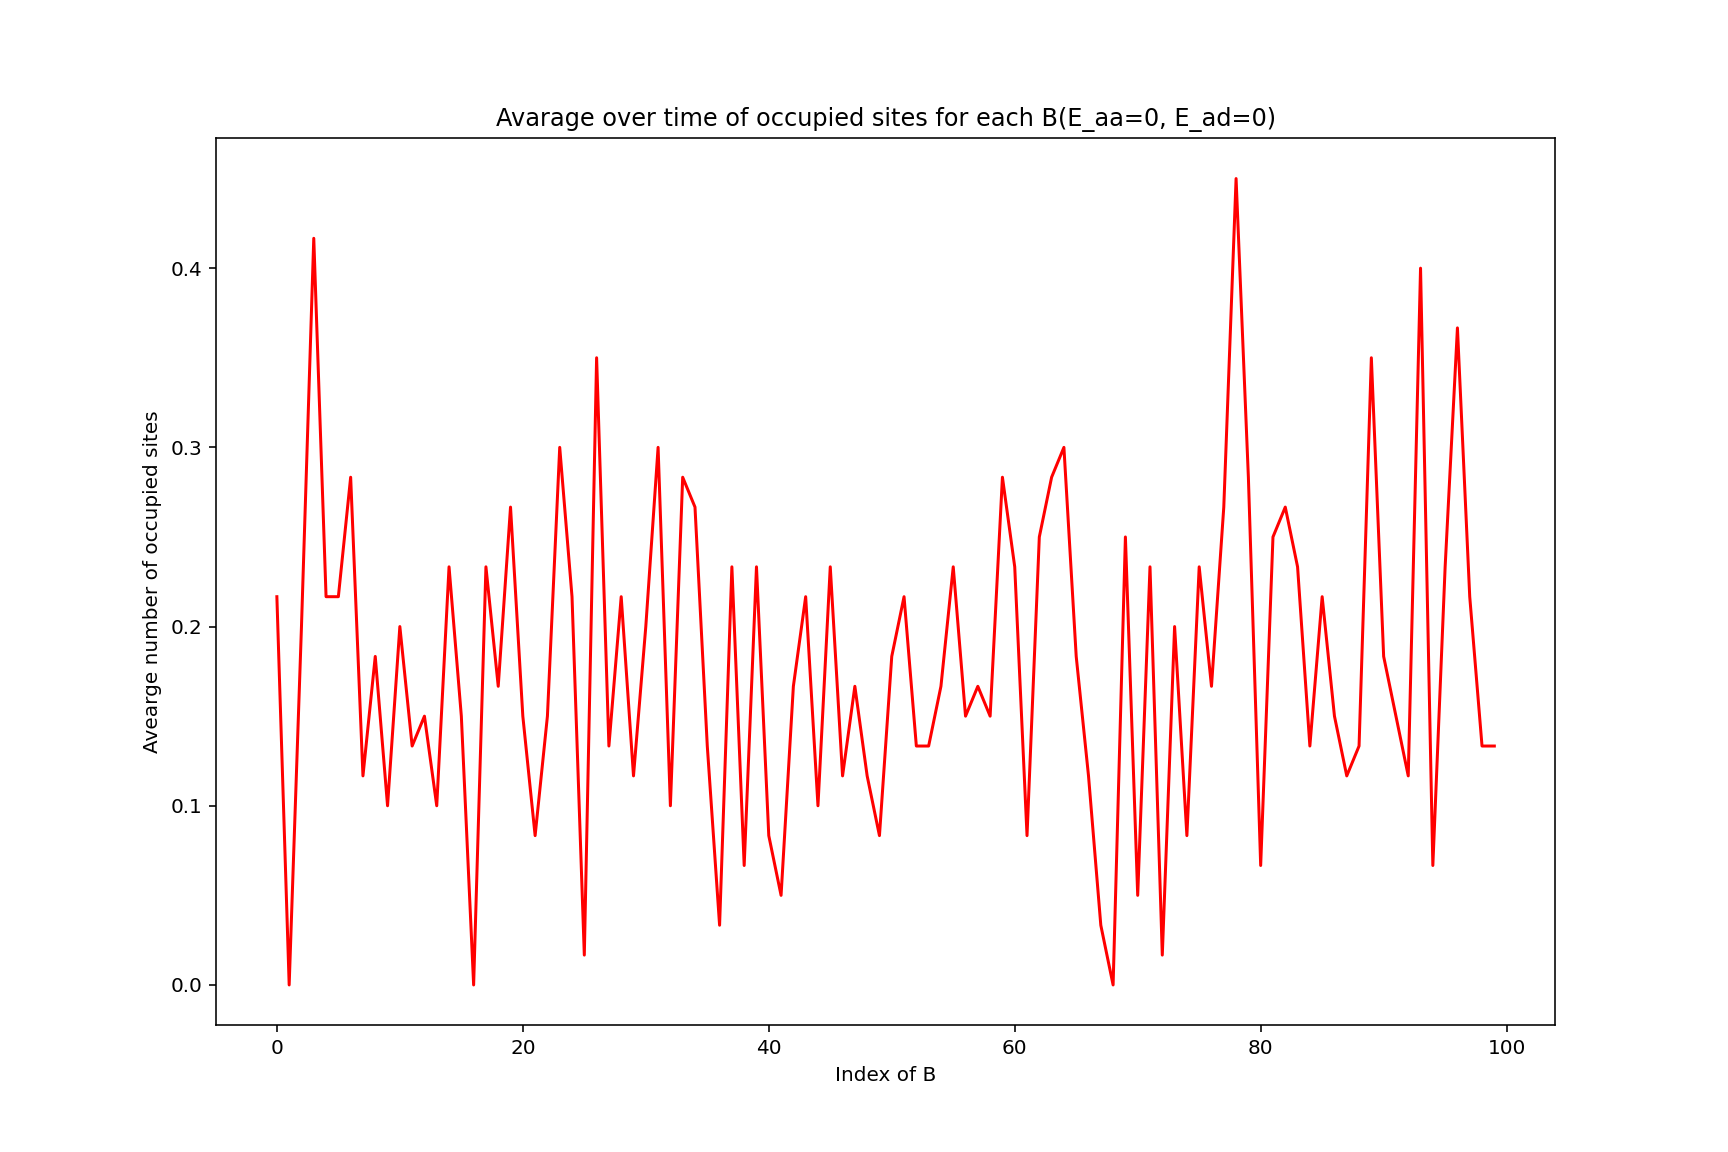 Avarage over time of occupied sites for each B(E_aa=0, E_ad=0)
Avearge number of occupied sites
0.4
0.3
0.2
0.1
0.0
0 20 40 60 80 100
Index of B